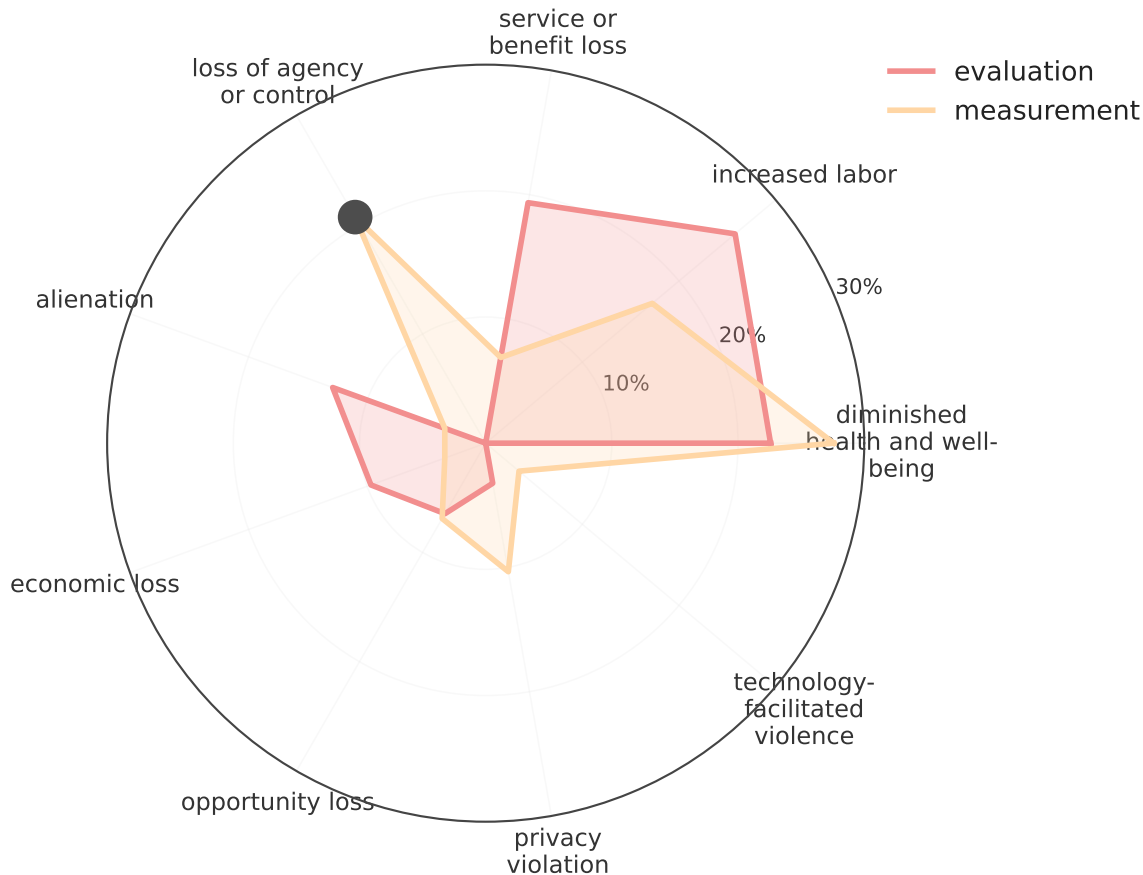 service or
benefit loss
loss of agency
or control
evaluation
measurement
increased labor
30%
alienation
20%
10%
diminished
health and well-
being
economic loss
technology-
facilitated
violence
opportunity loss
privacy
violation